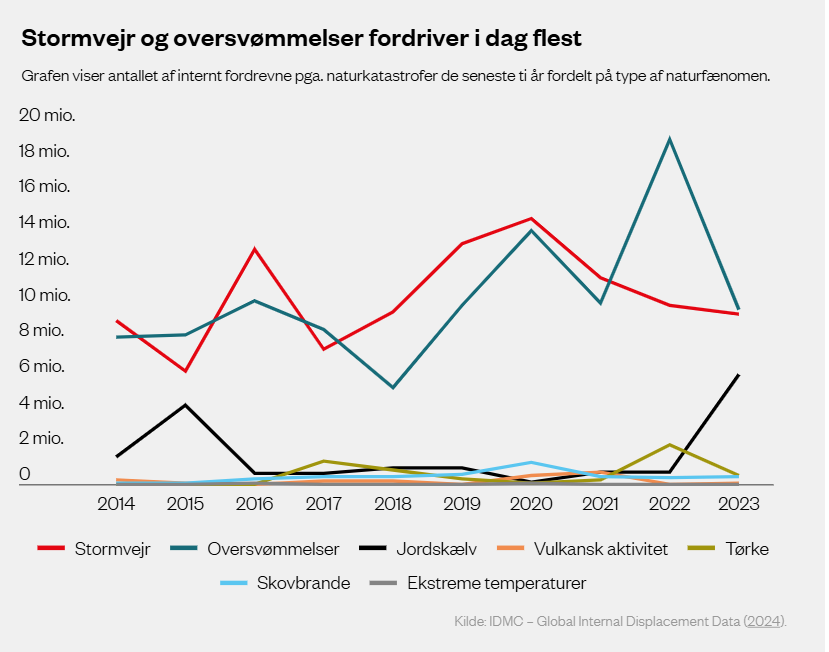 Stormvejr og oversvømmelser fordriver i dag flest
Grafen viser antallet af internt fordrevne pga. naturkatastrofer de seneste ti år fordelt på type af naturfænomen.
20 mio.
18 mio.
16 mio.
14 mio.
12 mio.
10 mio.
8 mio.
6 mio.
4 mio.
2 mio.
0
2014 2015 2016 2017 2018 2019 2020 2021 2022 2023
Stormvejr Oversvømmelser Jordskælv Vulkansk aktivitet Tørke
Skovbrande Ekstreme temperaturer
Kilde: IDMC – Global Internal Displacement Data (2024).